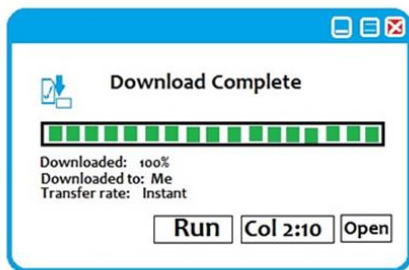 Download Complete
Downloaded: 100%
Downloaded to: Me
Transfer rate: Instant
Run Col 2:10 Open